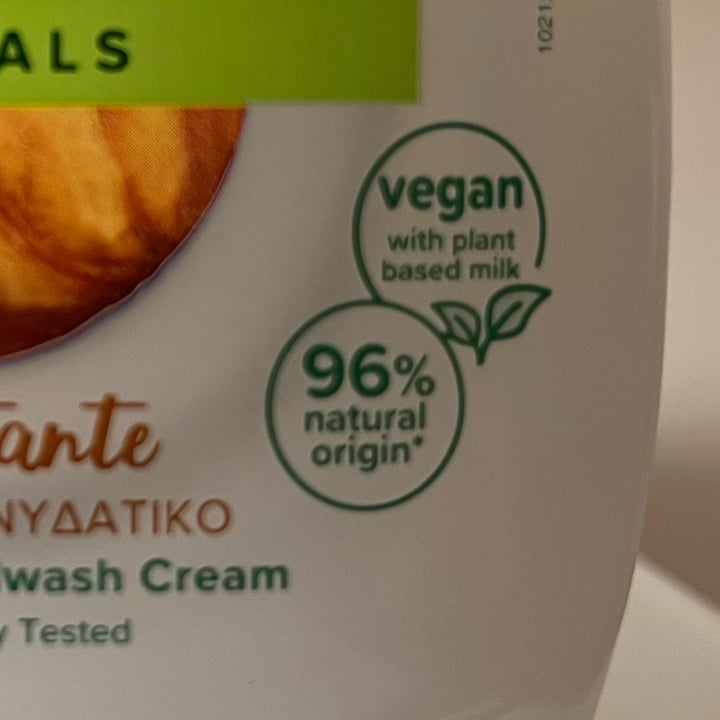 ALS
1021
vegan
with plant
based milk
96%
natural
origin*
ante
ΝΥΔΑΤΙΚΟ
wash Cream
y Tested